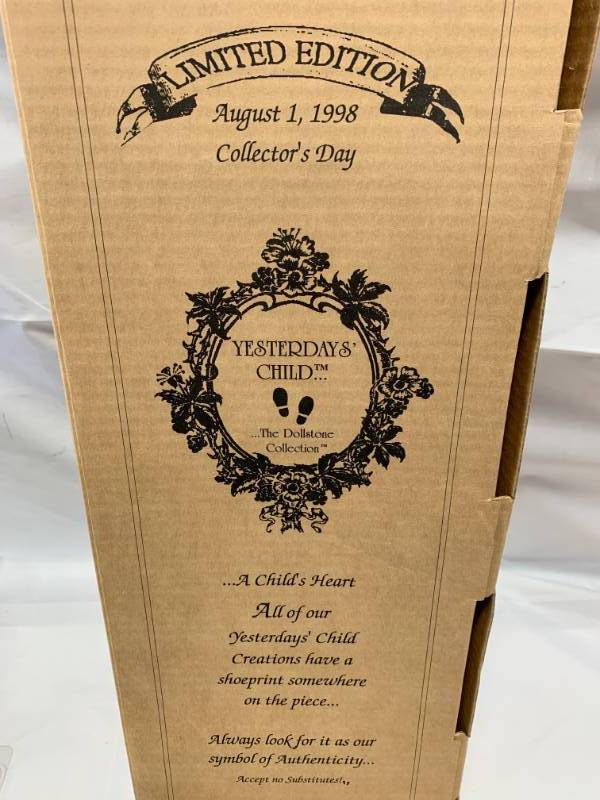 LIMITED EDITION
August 1, 1998
Collector's Day
YESTERDAYS'
CHILD™...
...The Dollstone
Collection™
...A Child's Heart
All of our
Yesterdays' Child
Creations have a
shoeprint somewhere
on the piece...
Always look for it as our
symbol of Authenticity...
Accept no Substitutes!,,